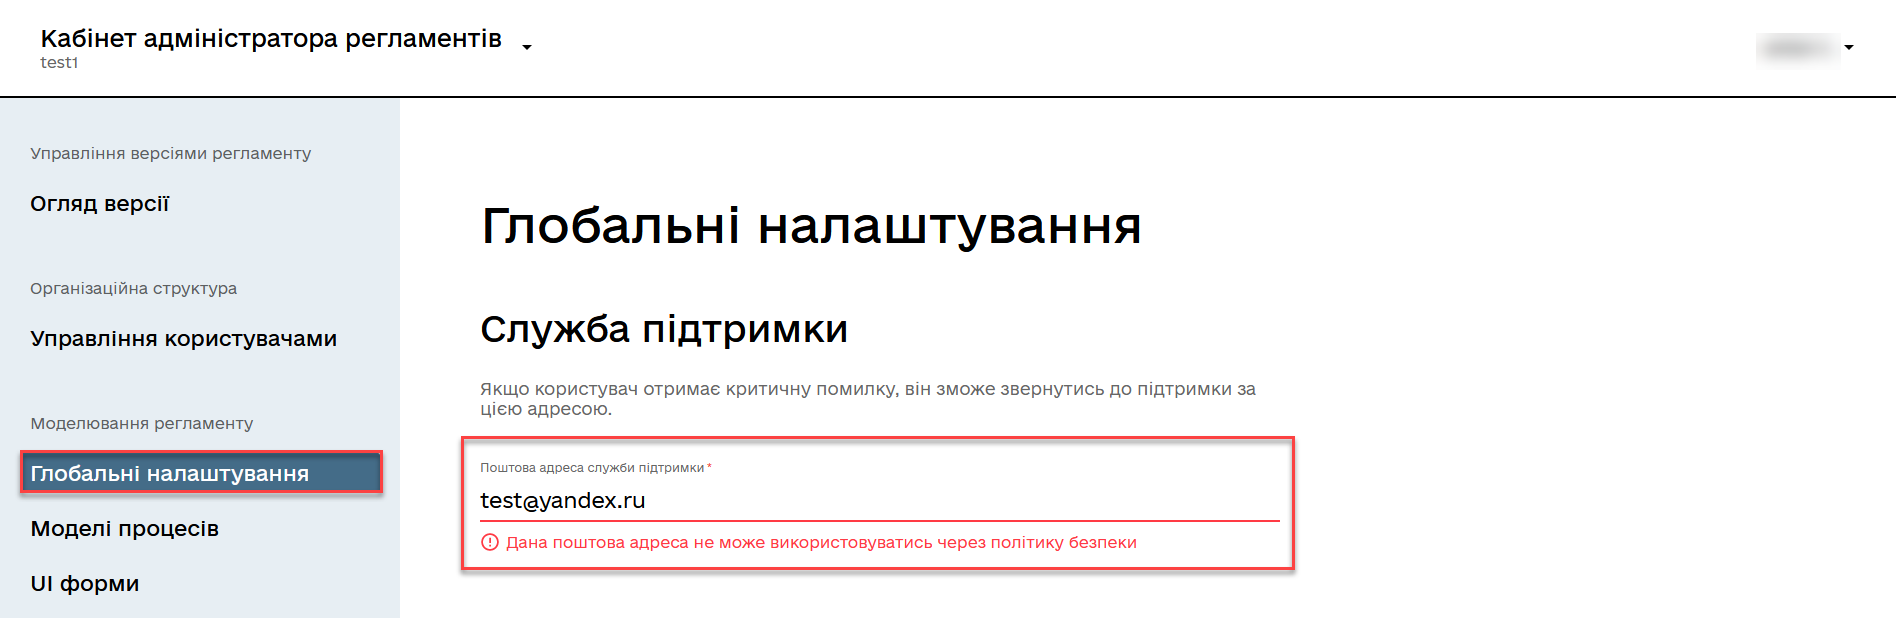 Кабінет адміністратора регламентів
test1
Управління версіями регламенту
Огляд версії
Організаційна структура
Управління користувачами
Моделювання регламенту
Глобальні налаштування
Моделі процесів
UI форми
Глобальні налаштування
Служба підтримки
Якщо користувач отримає критичну помилку, він зможе звернутись до підтримки за
цією адресою.
Поштова адреса служби підтримки*
test@yandex.ru
Дана поштова адреса не може використовуватись через політику безпеки